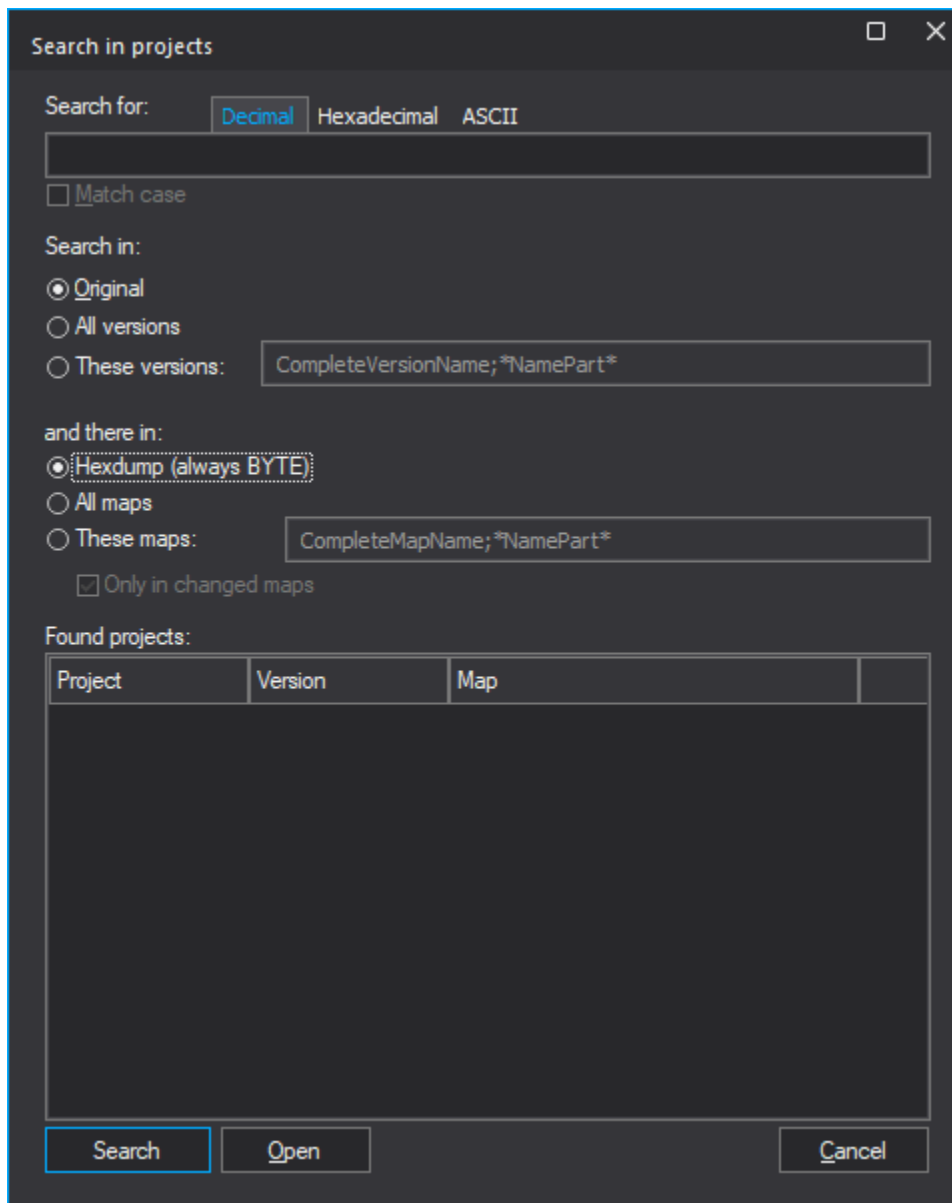 Search in projects
Search for: Decimal Hexadecimal ASCII
Match case
Search in:
Original
All versions
These versions: CompleteVersionName;*NamePart*
and there in:
Hexdump (always BYTE)
All maps
These maps: CompleteMapName;*NamePart*
Only in changed maps
Found projects:
Project Version Map
Search Open Cancel